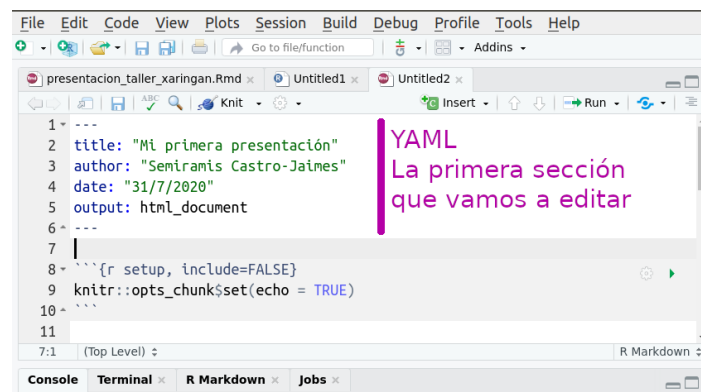 File Edit Code View Plots Session Build Debug Profile Tools Help
Go to file/function Addins
presentacion_taller_xaringan.Rmd Untitled1 Untitled2
ABC Knit Insert Run
1 ---
2 title: "Mi primera presentación"
3 author: "Semiramis Castro-Jaimes"
4 date: "31/7/2020"
5 output: html_document
6 ---
7
8 ```{r setup, include=FALSE}
9 knitr::opts_chunk$set(echo = TRUE)
10 ```
11
YAML
La primera sección
que vamos a editar
7:1 (Top Level) R Markdown
Console Terminal R Markdown Jobs